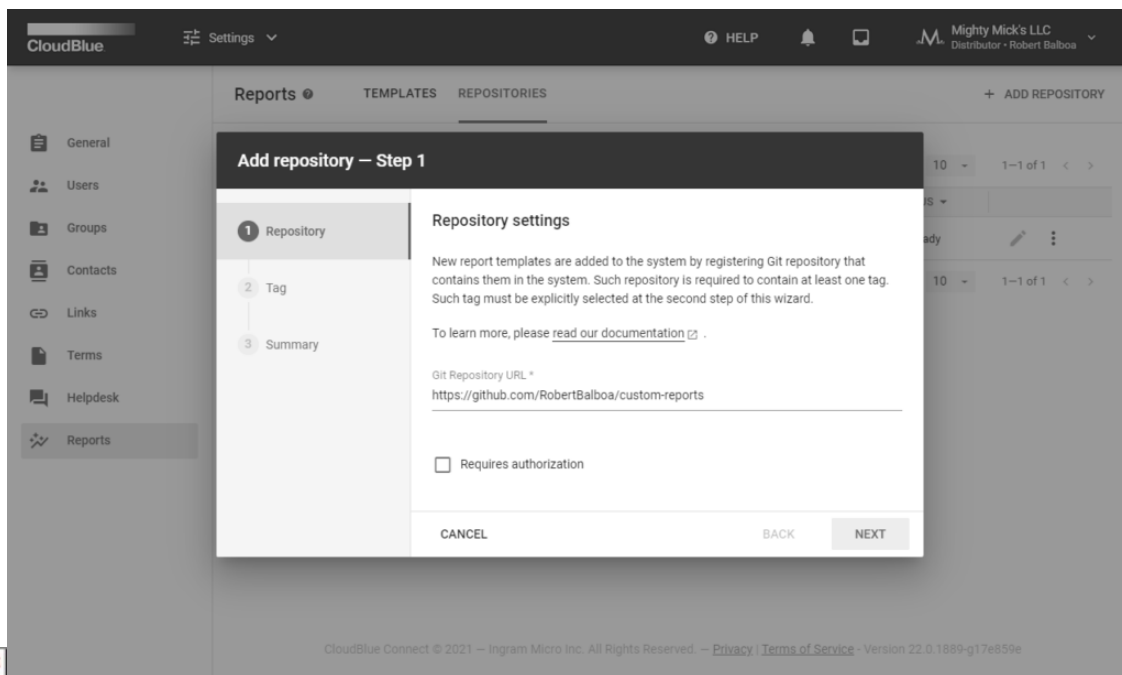 CloudBlue
Settings
HELP
Mighty Mick's LLC
Distributor • Robert Balboa
Reports
TEMPLATES
REPOSITORIES
+ ADD REPOSITORY
General
Users
Groups
Contacts
Links
Terms
Helpdesk
Reports
10
1–1 of 1
10
1–1 of 1
Add repository — Step 1
1 Repository
2 Tag
3 Summary
Repository settings
New report templates are added to the system by registering Git repository that
contains them in the system. Such repository is required to contain at least one tag.
Such tag must be explicitly selected at the second step of this wizard.
To learn more, please read our documentation .
Git Repository URL *
https://github.com/RobertBalboa/custom-reports
Requires authorization
CANCEL
BACK
NEXT
CloudBlue Connect © 2021 — Ingram Micro Inc. All Rights Reserved. — Privacy | Terms of Service - Version 22.0.1889-g17e859e